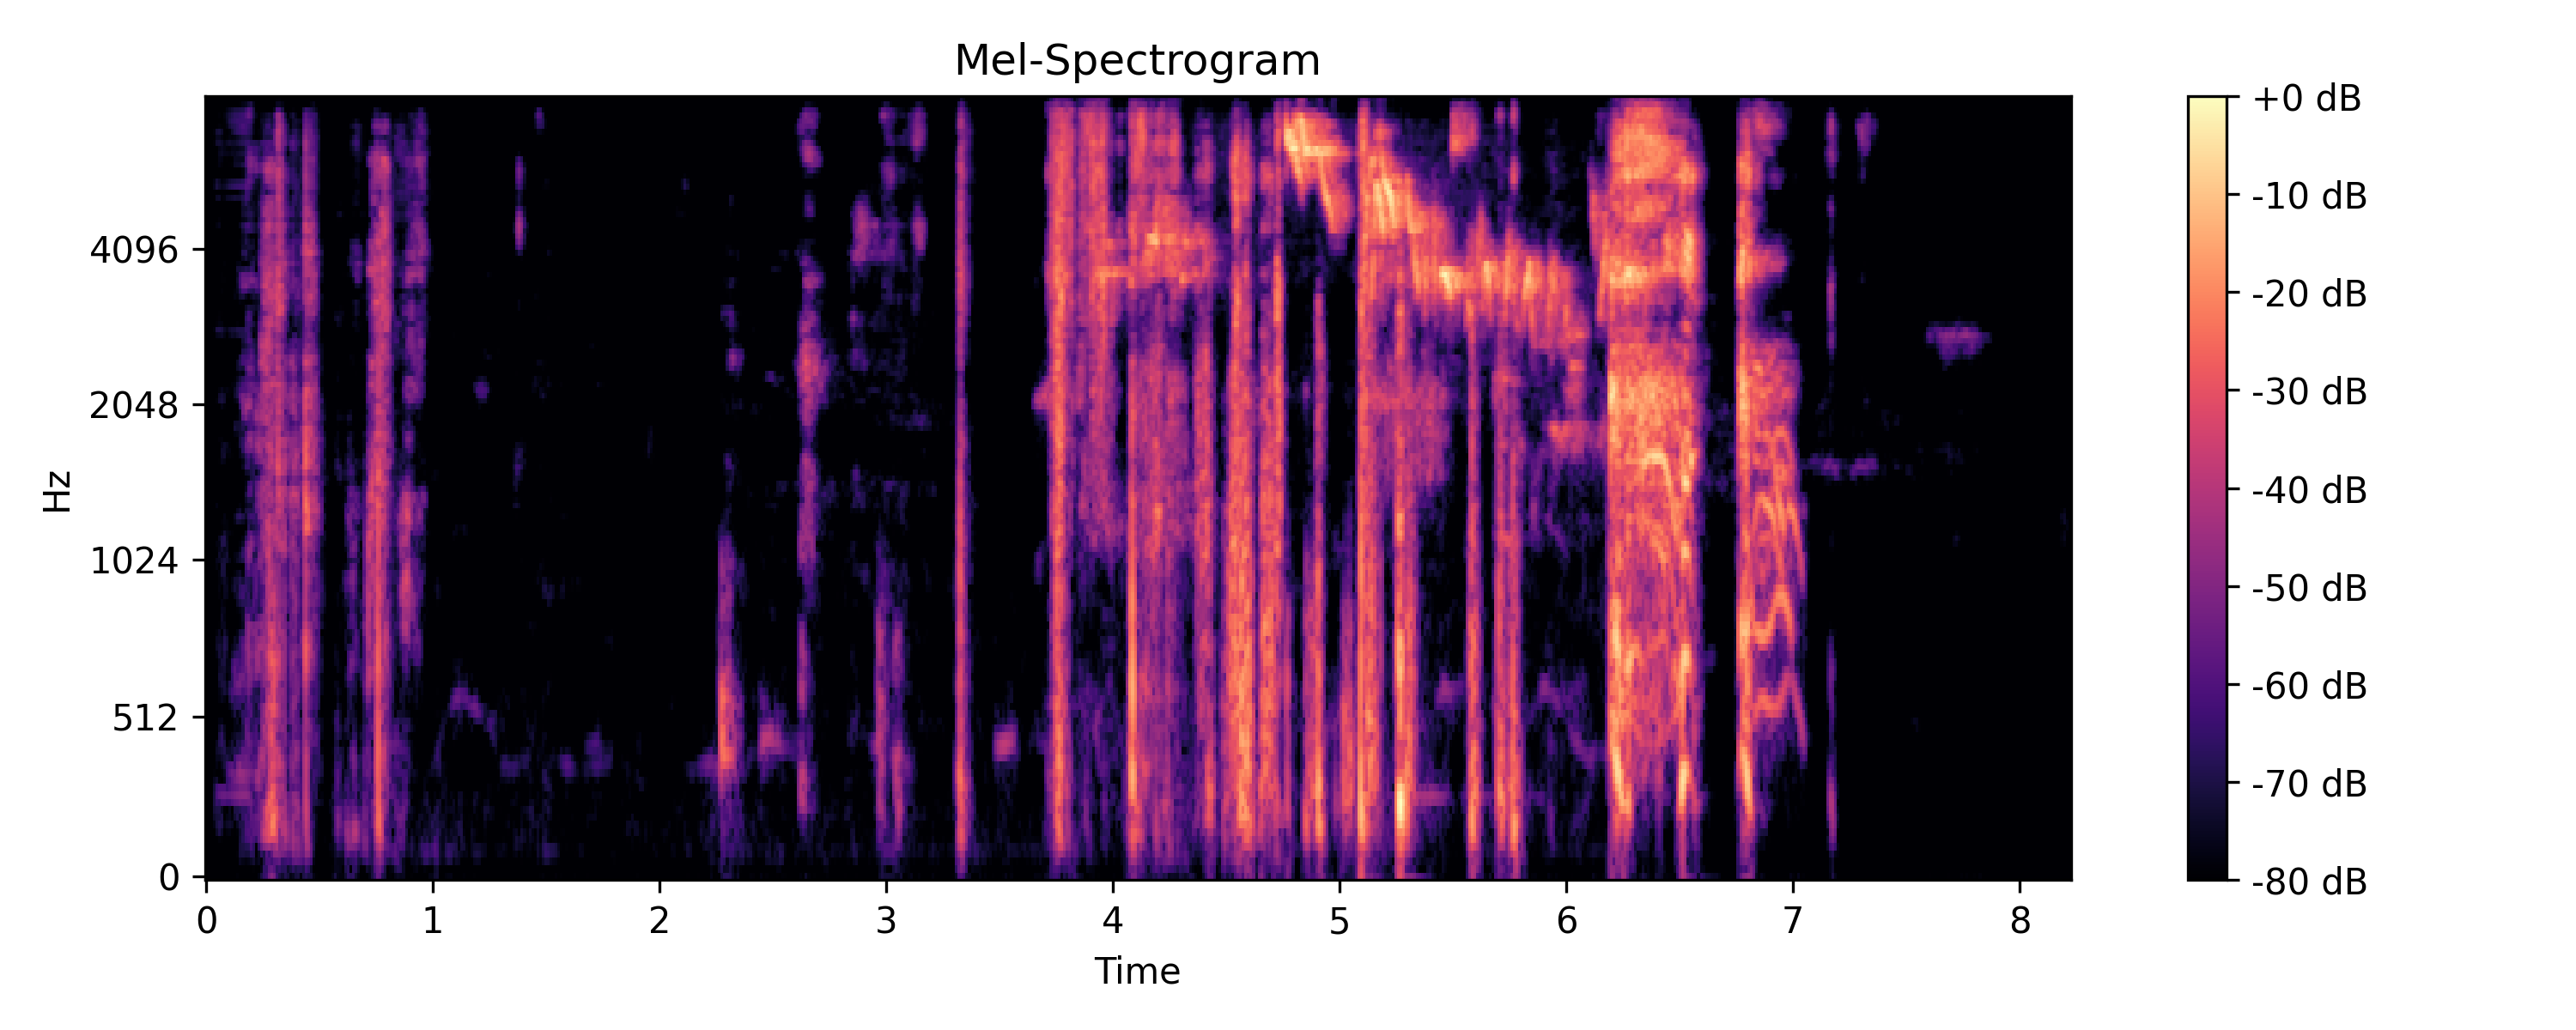 Mel-Spectrogram
+0 dB
-10 dB
-20 dB
-30 dB
-40 dB
-50 dB
-60 dB
-70 dB
-80 dB
Hz
4096
2048
1024
512
0
0 1 2 3 4 5 6 7 8
Time